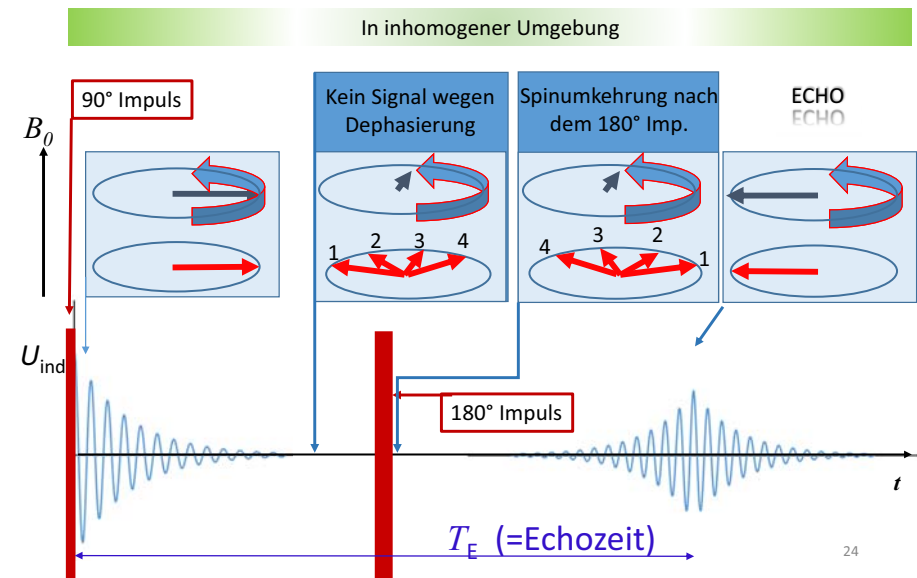 In inhomogener Umgebung
90° Impuls
Kein Signal wegen
Dephasierung
Spinumkehrung nach
dem 180° Imp.
ECHO
B0
1 2 3 4
4 3 2 1
Uind
180° Impuls
t
TE (=Echozeit)
24